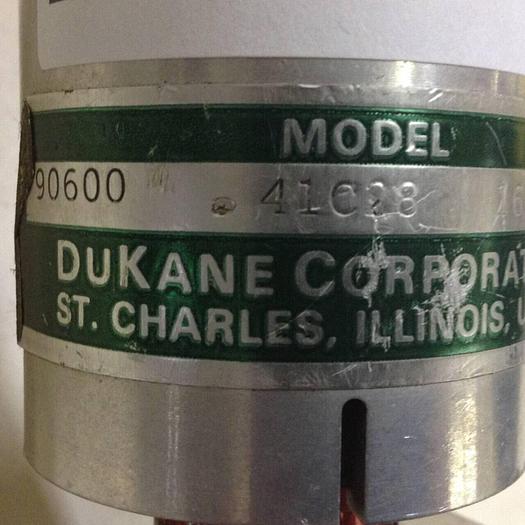 MODEL
90600 41C28
DUKANE CORPORAT
ST. CHARLES, ILLINOIS, U